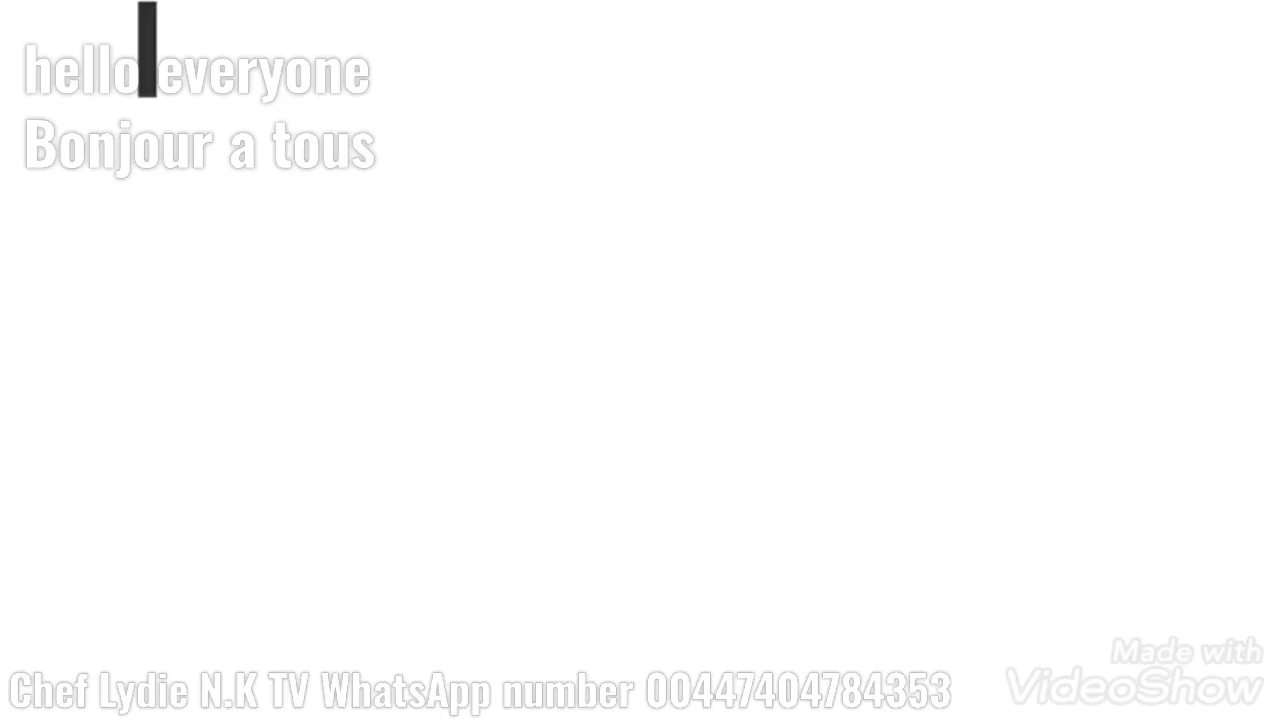 hello everyone
Bonjour a tous
Chef Lydie N.K TV WhatsApp number 00447404784353
Made with
VideoShow